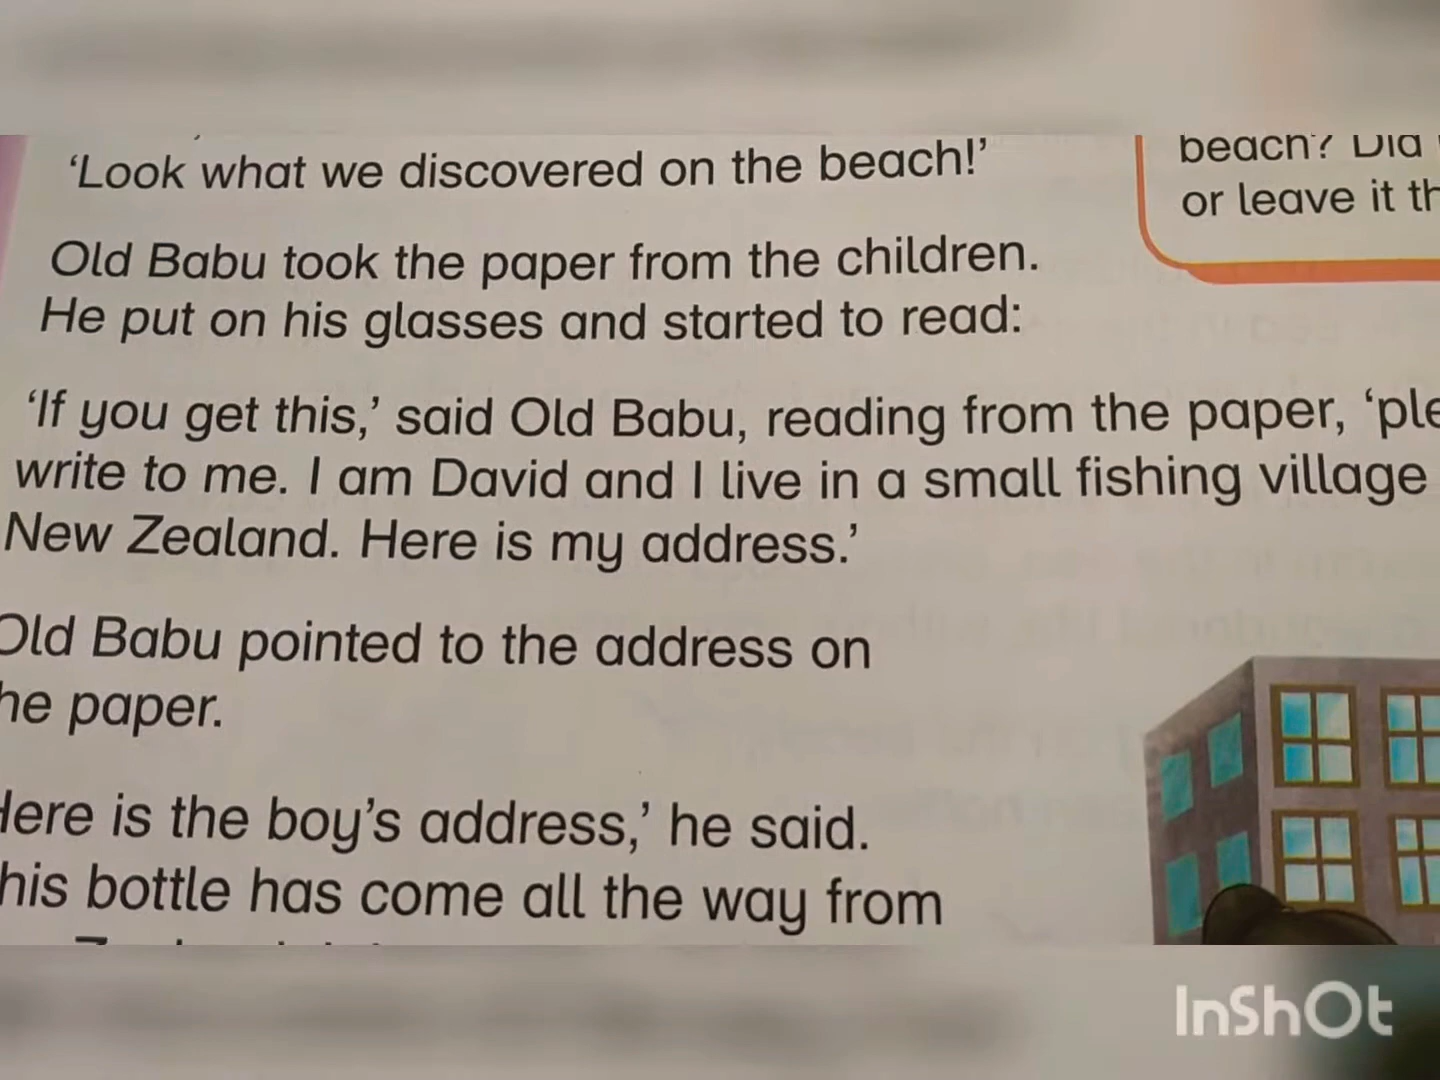 'Look what we discovered on the beach!'
Old Babu took the paper from the children.
He put on his glasses and started to read:
'If you get this,' said Old Babu, reading from the paper, 'ple
write to me. I am David and I live in a small fishing village
New Zealand. Here is my address.'
Old Babu pointed to the address on
he paper.
Here is the boy's address,' he said.
his bottle has come all the way from
beach? Did
or leave it th
InShOt